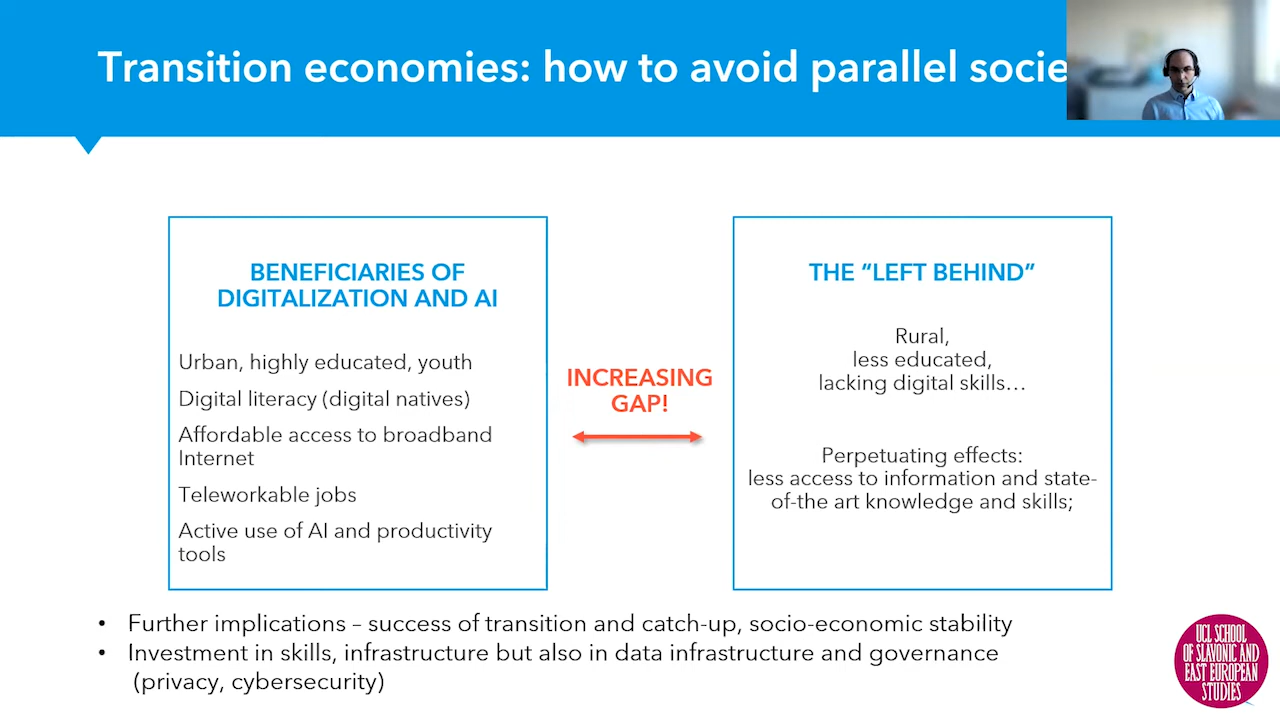 Transition economies: how to avoid parallel socie
BENEFICIARIES OF
DIGITALIZATION AND AI
Urban, highly educated, youth
Digital literacy (digital natives)
Affordable access to broadband
Internet
Teleworkable jobs
Active use of AI and productivity
tools
INCREASING
GAP!
THE “LEFT BEHIND”
Rural,
less educated,
lacking digital skills…
Perpetuating effects:
less access to information and state-
of-the art knowledge and skills;
• Further implications – success of transition and catch-up, socio-economic stability
• Investment in skills, infrastructure but also in data infrastructure and governance
(privacy, cybersecurity)
UCL SCHOOL
OF SLAVONIC AND
EAST EUROPEAN
STUDIES